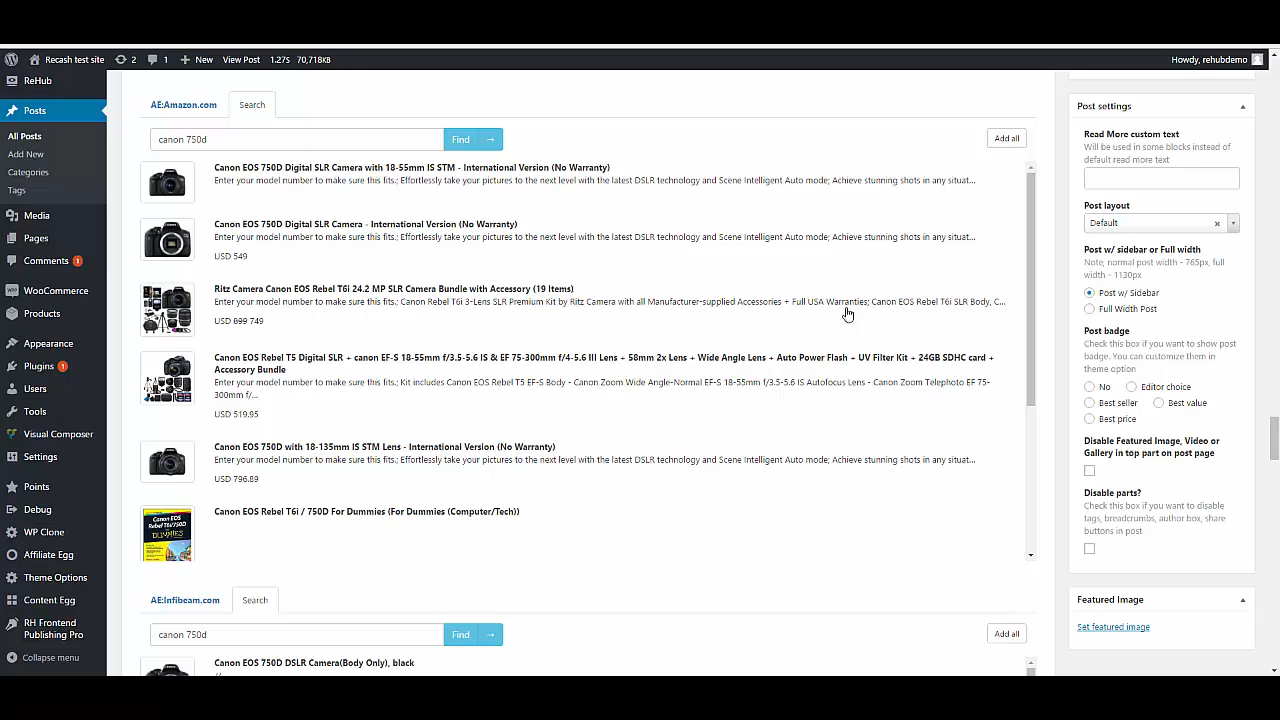 Recash test site
2
1
New
View Post
1.27S
70,718KB
Howdy, rehubdemo
ReHub
Posts
All Posts
Add New
Categories
Tags
Media
Pages
Comments 1
WooCommerce
Products
Appearance
Plugins 1
Users
Tools
Visual Composer
Settings
Points
Debug
WP Clone
Affiliate Egg
Theme Options
Content Egg
RH Frontend
Publishing Pro
Collapse menu
AE:Amazon.com
Search
canon 750d
Find →
Add all
Canon EOS 750D Digital SLR Camera with 18-55mm IS STM - International Version (No Warranty)
Enter your model number to make sure this fits.; Effortlessly take your pictures to the next level with the latest DSLR technology and Scene Intelligent Auto mode; Achieve stunning shots in any situat...
Canon EOS 750D Digital SLR Camera - International Version (No Warranty)
Enter your model number to make sure this fits.; Effortlessly take your pictures to the next level with the latest DSLR technology and Scene Intelligent Auto mode; Achieve stunning shots in any situat...
USD 549
Ritz Camera Canon EOS Rebel T6i 24.2 MP SLR Camera Bundle with Accessory (19 Items)
Enter your model number to make sure this fits.; Canon Rebel T6i 3-Lens SLR Premium Kit by Ritz Camera with all Manufacturer-supplied Accessories + Full USA Warranties; Canon EOS Rebel T6i SLR Body, C...
USD 699 749
Canon EOS Rebel T5 Digital SLR + canon EF-S 18-55mm f/3.5-5.6 IS & EF 75-300mm f/4-5.6 III Lens + 58mm 2x Lens + Wide Angle Lens + Auto Power Flash + UV Filter Kit + 24GB SDHC card +
Accessory Bundle
Enter your model number to make sure this fits.; Kit includes Canon EOS Rebel T5 EF-S Body - Canon Zoom Wide Angle-Normal EF-S 18-55mm f/3.5-5.6 IS Autofocus Lens - Canon Zoom Telephoto EF 75-
300mm f/...
USD 519.95
Canon EOS 750D with 18-135mm IS STM Lens - International Version (No Warranty)
Enter your model number to make sure this fits.; Effortlessly take your pictures to the next level with the latest DSLR technology and Scene Intelligent Auto mode; Achieve stunning shots in any situat...
USD 796.89
Canon EOS
Rebel T6i/750D
DUMMIES
Canon EOS Rebel T6i / 750D For Dummies (For Dummies (Computer/Tech))
AE:Infibeam.com
Search
canon 750d
Find →
Add all
Canon EOS 750D DSLR Camera(Body Only), black
//
Post settings
Read More custom text
Will be used in some blocks instead of
default read more text
Post layout
Default
Post w/ sidebar or Full width
Note, normal post width - 765px, full
width - 1130px
Post w/ Sidebar
Full Width Post
Post badge
Check this box if you want to show post
badge. You can customize them in
theme option
No
Editor choice
Best seller
Best value
Best price
Disable Featured Image, Video or
Gallery in top part on post page
Disable parts?
Check this box if you want to disable
tags, breadcrumbs, author box, share
buttons in post
Featured Image
Set featured image